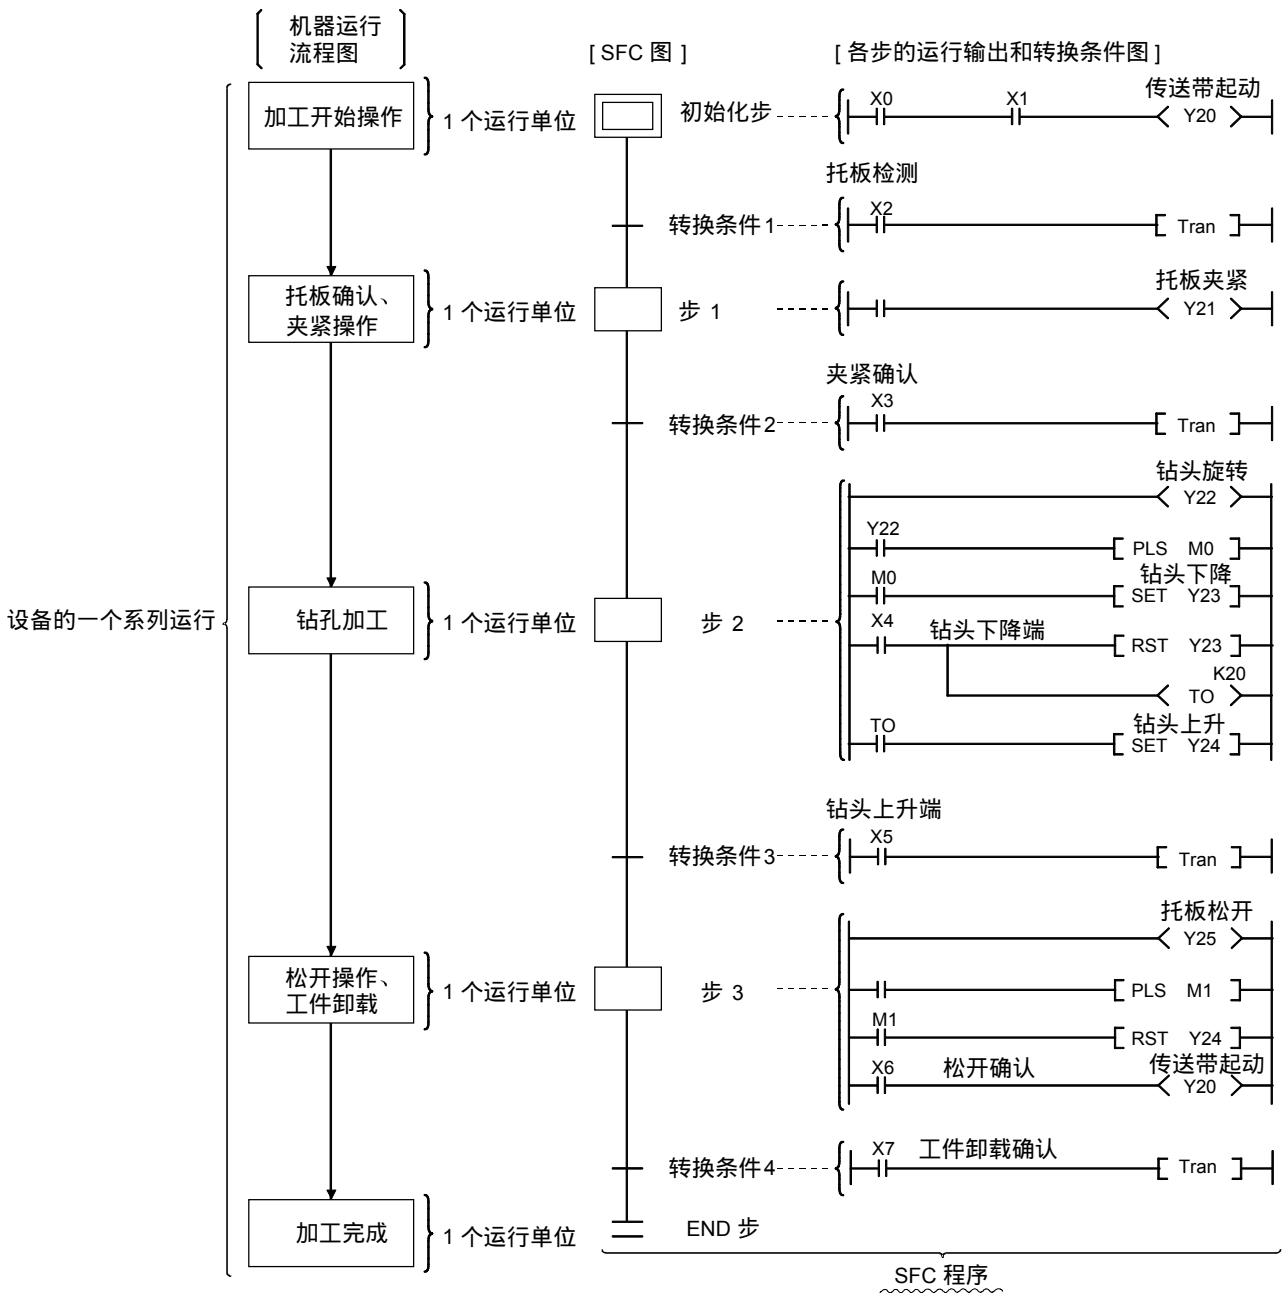 机器运行
流程图
[ SFC 图 ]
[ 各步的运行输出和转换条件图 ]
加工开始操作
1 个运行单位
初始化步
X0
X1
传送带起动
Y20
托板检测
转换条件1
X2
Tran
托板确认、
夹紧操作
1 个运行单位
步 1
托板夹紧
Y21
夹紧确认
转换条件2
X3
Tran
设备的一个系列运行
钻孔加工
1 个运行单位
步 2
钻头旋转
Y22
Y22
PLS M0
钻头下降
M0
SET Y23
X4
钻头下降端
RST Y23
K20
TO
钻头上升
TO
SET Y24
钻头上升端
转换条件3
X5
Tran
松开操作、
工件卸载
1 个运行单位
步 3
托板松开
Y25
PLS M1
M1
RST Y24
X6
松开确认
传送带起动
Y20
转换条件4
X7
工件卸载确认
Tran
加工完成
1 个运行单位
END 步
SFC 程序